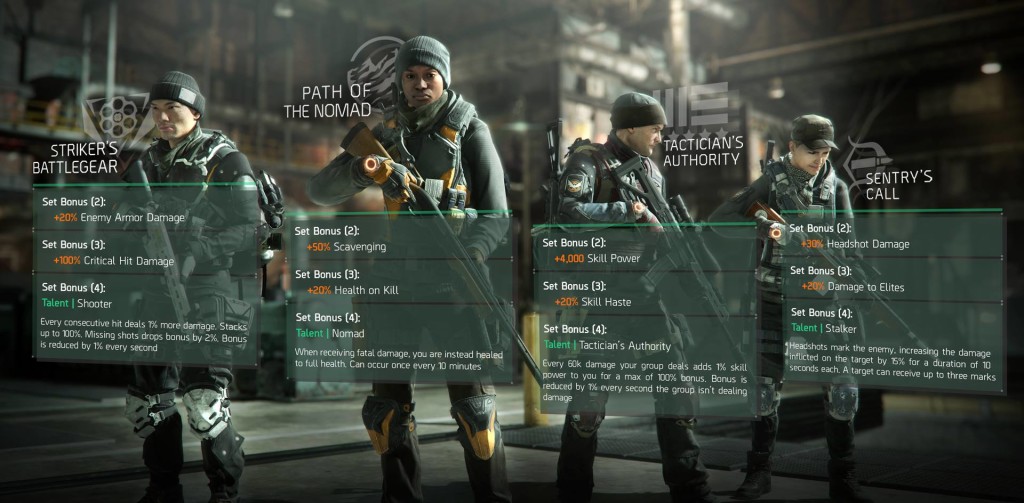 STRIKER'S
BATTLEGEAR
Set Bonus (2):
+20% Enemy Armor Damage
Set Bonus (3):
+100% Critical Hit Damage
Set Bonus (4):
Talent | Shooter
Every consecutive hit deals 1% more damage. Stacks
up to 100%. Missing shots drops bonus by 2%. Bonus
is reduced by 1% every second
PATH OF
THE NOMAD
Set Bonus (2):
+50% Scavenging
Set Bonus (3):
+20% Health on Kill
Set Bonus (4):
Talent | Nomad
When receiving fatal damage, you are instead healed
to full health. Can occur once every 10 minutes
TACTICIAN'S
AUTHORITY
Set Bonus (2):
+4,000 Skill Power
Set Bonus (3):
+20% Skill Haste
Set Bonus (4):
Talent | Tactician's Authority
Every 60k damage your group deals adds 1% skill
power to you for a max of 100% bonus. Bonus is
reduced by 1% every second the group isn't dealing
damage
SENTRY'S
CALL
Set Bonus (2):
+30% Headshot Damage
Set Bonus (3):
+20% Damage to Elites
Set Bonus (4):
Talent | Stalker
Headshots mark the enemy, increasing the damage
inflicted on the target by 15% for a duration of 10
seconds each. A target can receive up to three marks